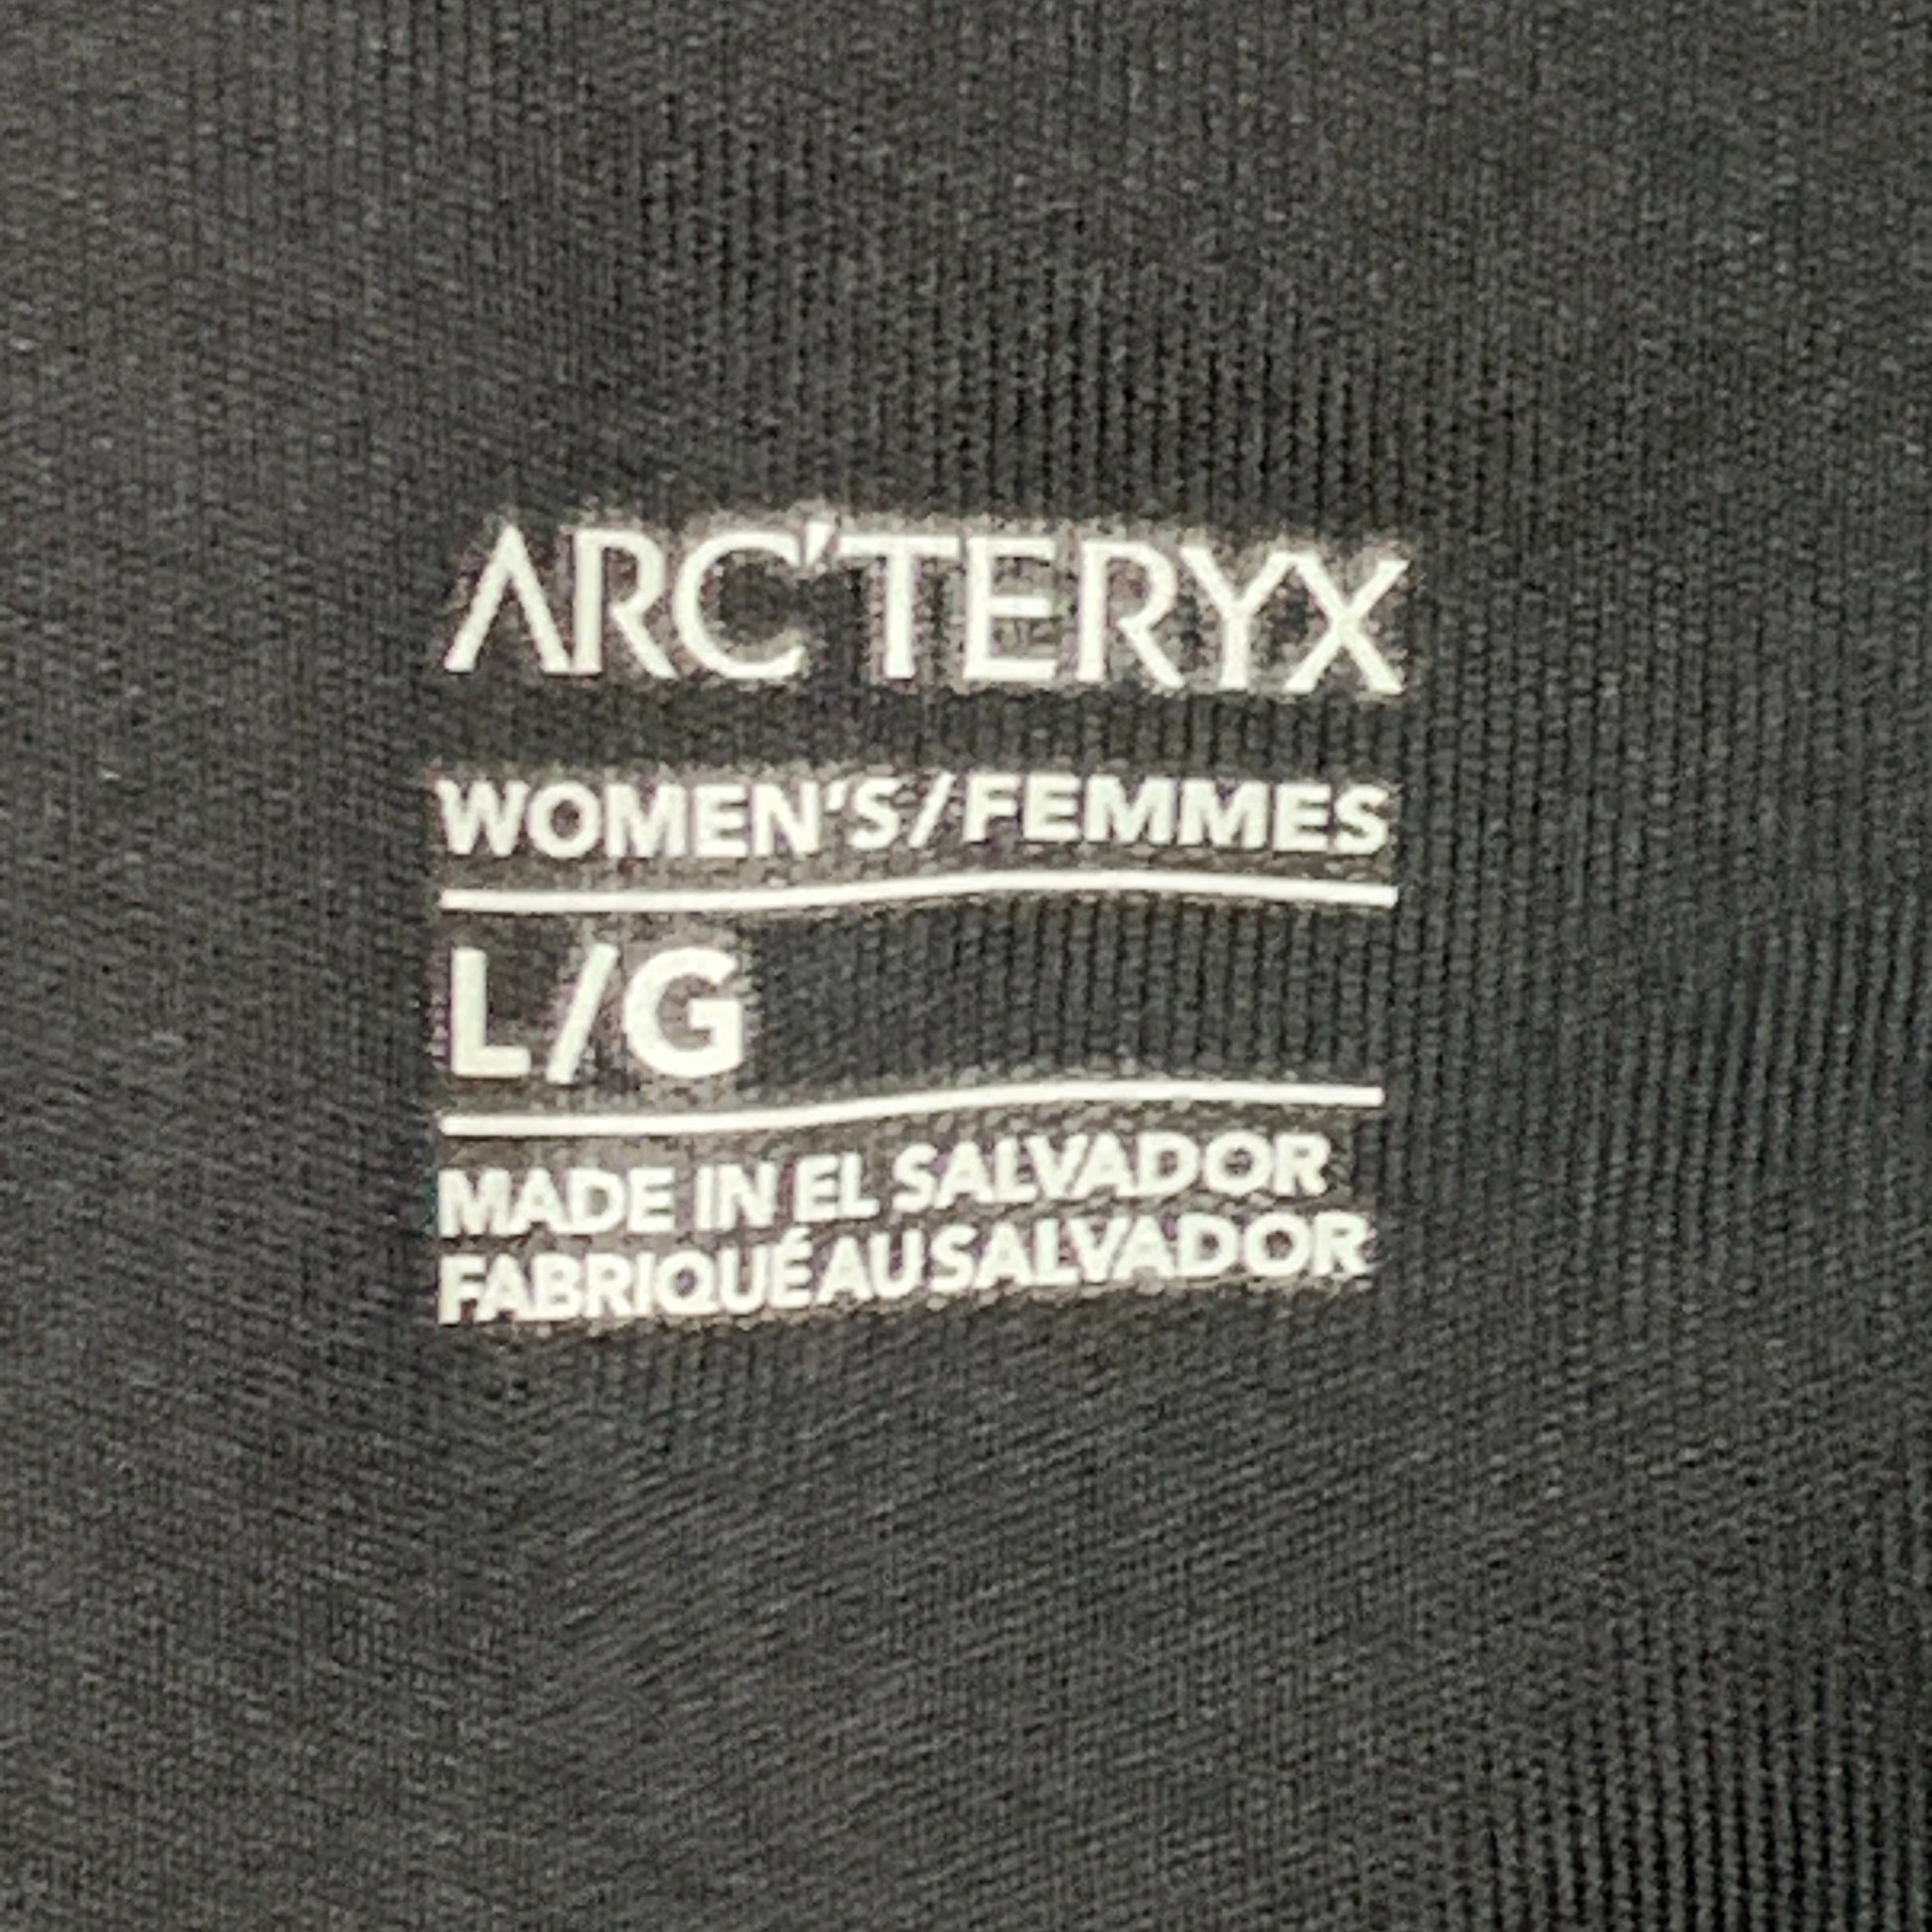 ARC'TERYX
WOMEN'S/FEMMES
L/G
MADE IN EL SALVADOR
FABRIQUÉ AU SALVADOR